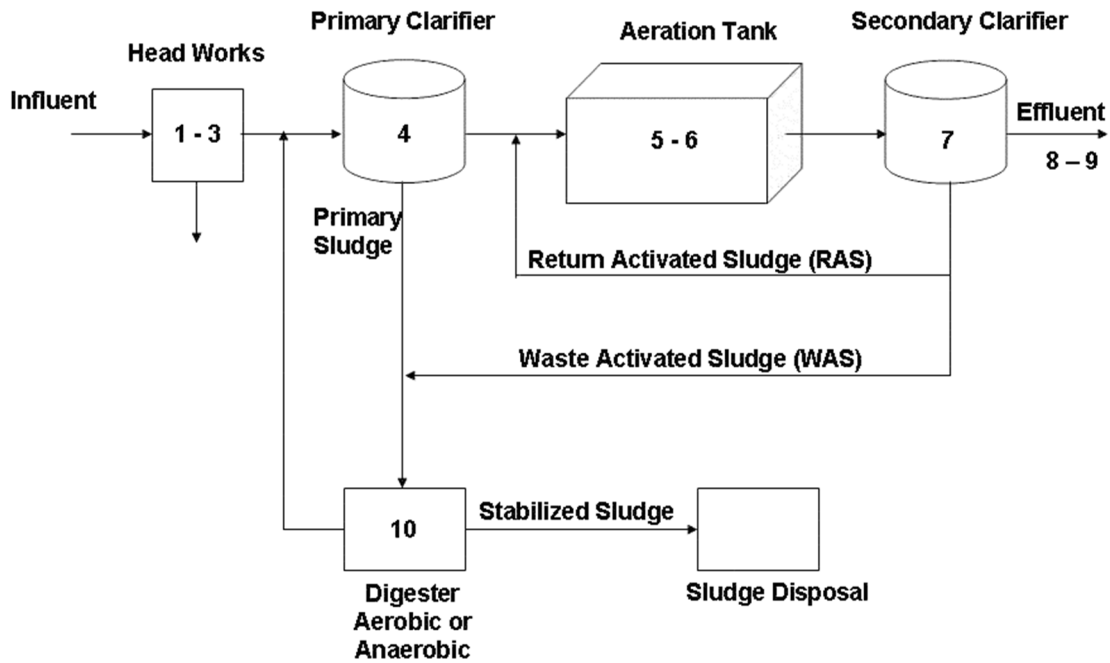 Primary Clarifier
Aeration Tank
Secondary Clarifier
Head Works
Influent
1 - 3
4
5 - 6
7
Effluent
8 – 9
Primary
Sludge
Return Activated Sludge (RAS)
Waste Activated Sludge (WAS)
10
Stabilized Sludge
Digester
Aerobic or
Anaerobic
Sludge Disposal